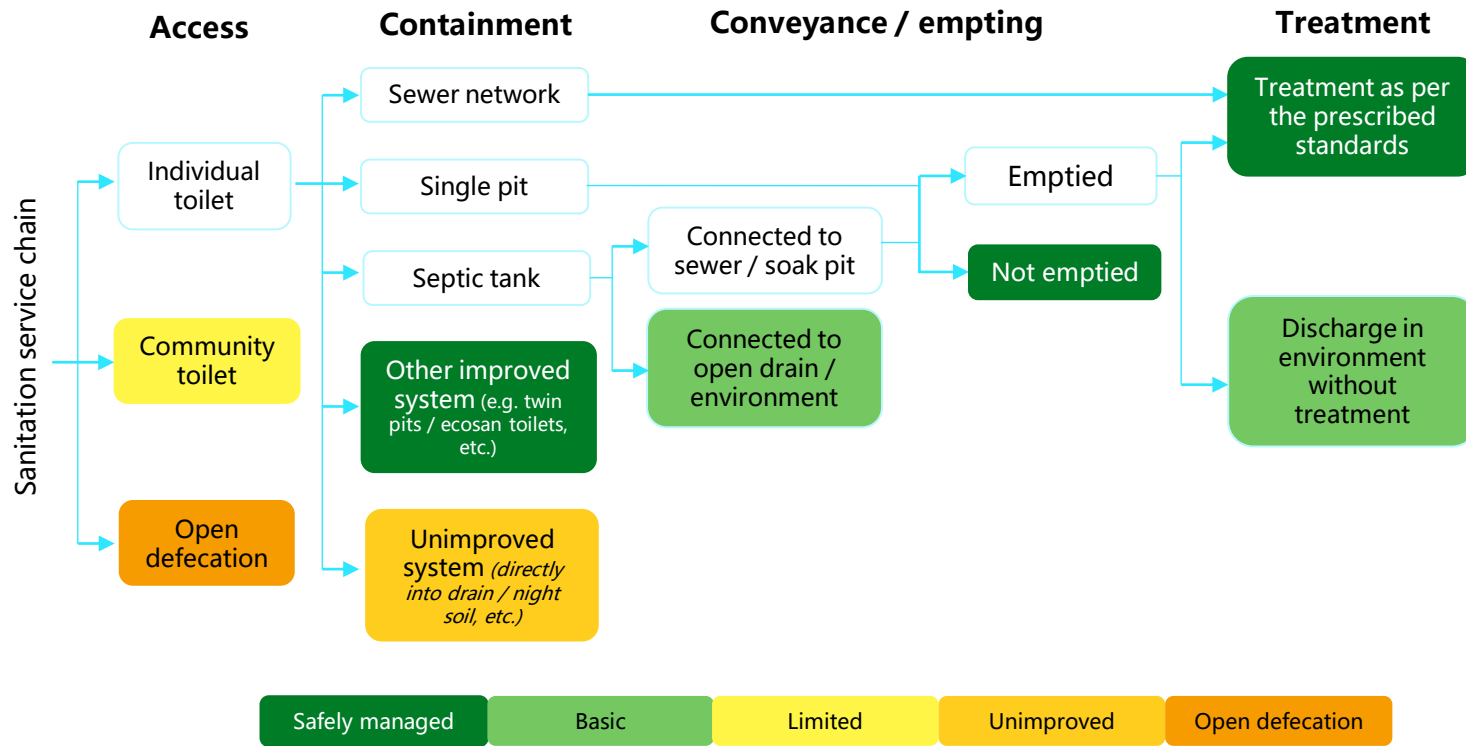 Access
Containment
Conveyance / empting
Treatment
Sanitation service chain
Individual
toilet
Community
toilet
Open
defecation
Sewer network
Single pit
Septic tank
Other improved
system (e.g. twin
pits / ecosan toilets,
etc.)
Unimproved
system (directly
into drain / night
soil, etc.)
Connected to
sewer / soak pit
Connected to
open drain /
environment
Emptied
Not emptied
Treatment as per
the prescribed
standards
Discharge in
environment
without
treatment
Safely managed
Basic
Limited
Unimproved
Open defecation